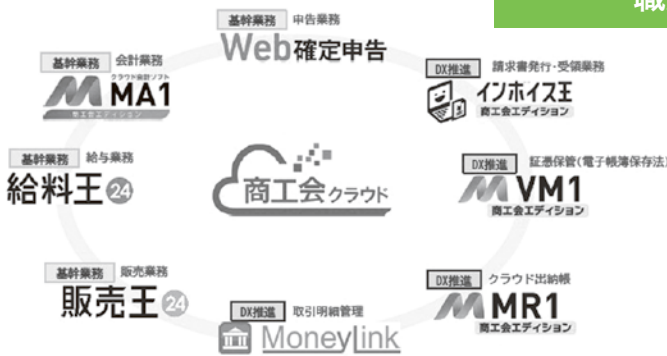 職
基幹業務 申告業務
Web確定申告
基幹業務 会計業務
クラウド会計ソフト
MA1
商工会エディション
DX推進 請求書発行・受領業務
インボイス王
商工会エディション
基幹業務 給与業務
給料王24
商工会クラウド
DX推進 証憑保管(電子帳簿保存法)
VM1
商工会エディション
基幹業務 販売業務
販売王24
DX推進 取引明細管理
MoneyLink
DX推進 クラウド出納帳
MR1
商工会エディション